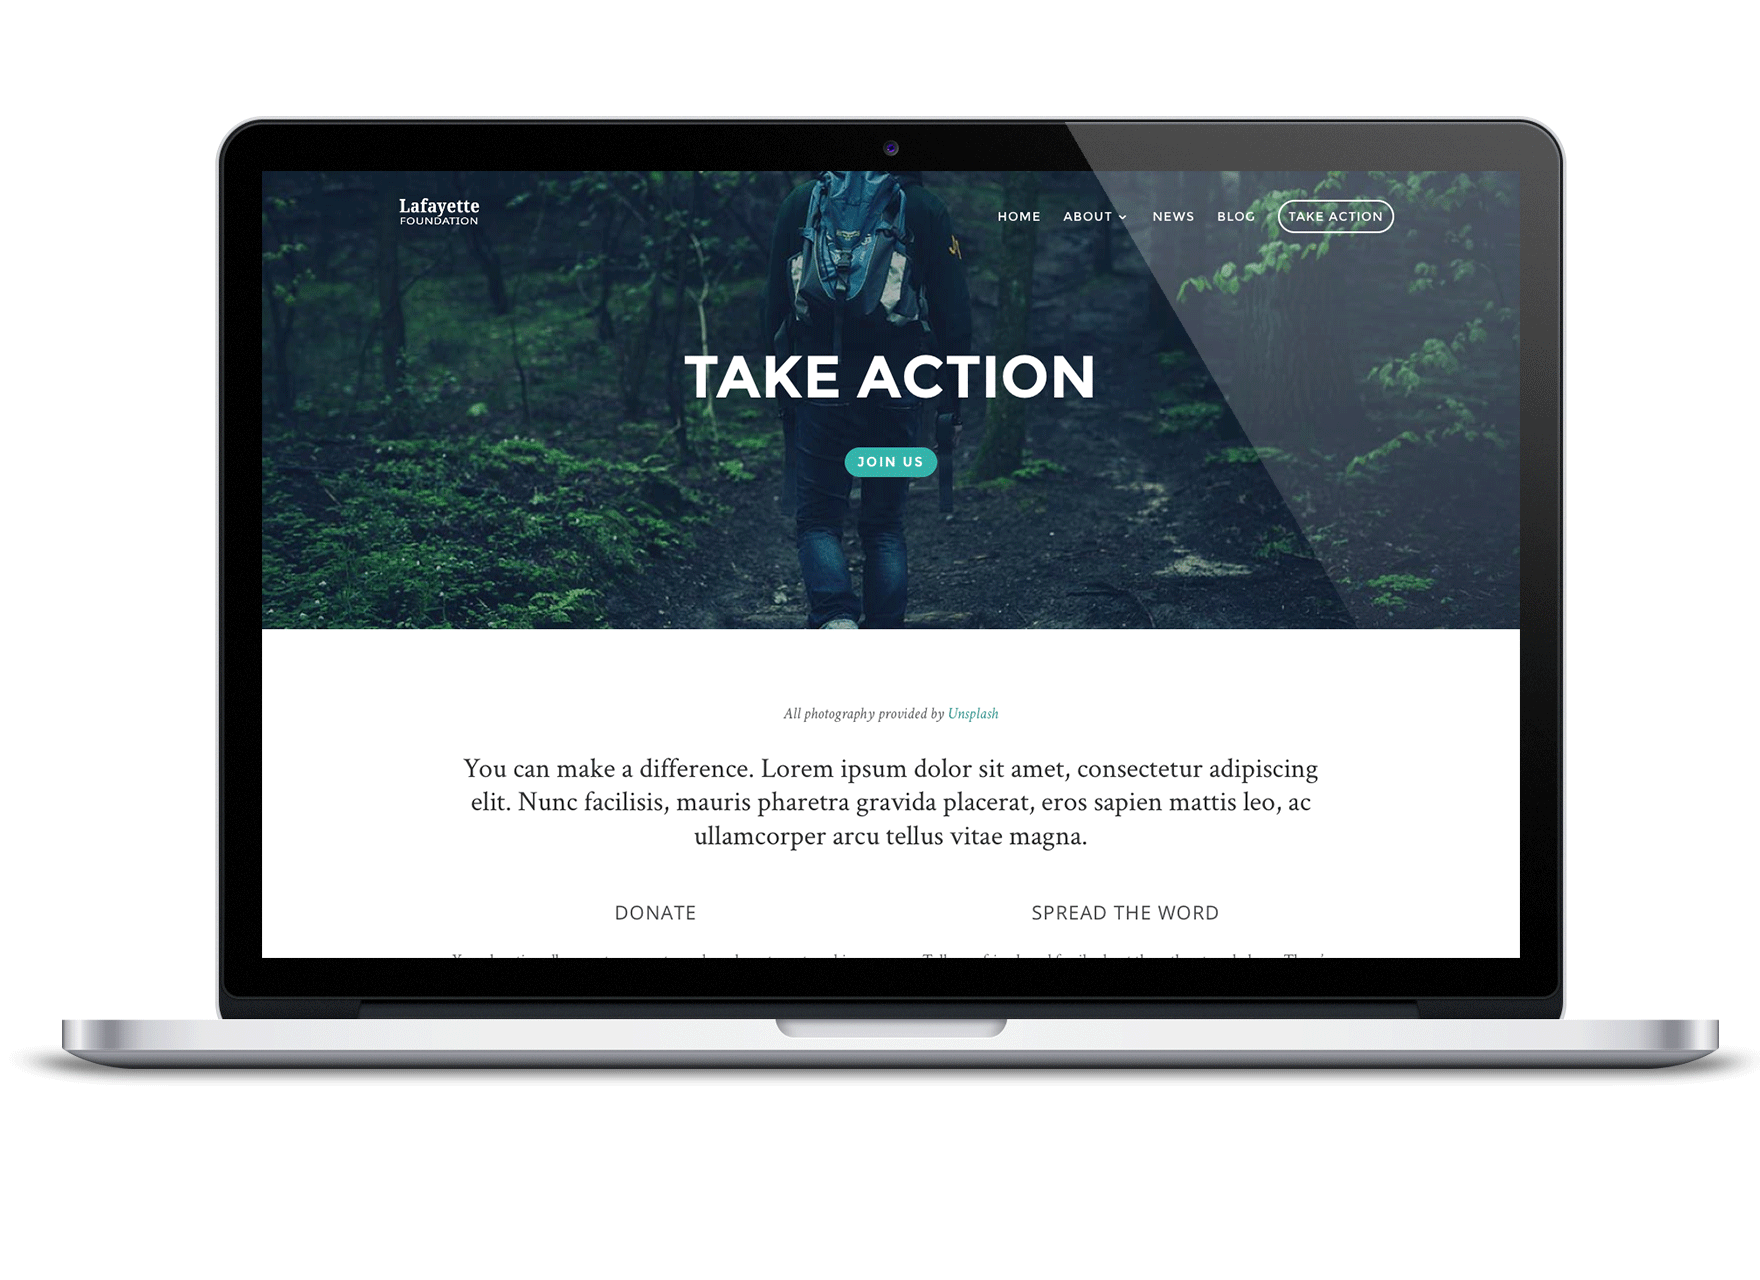 Lafayette
FOUNDATION
HOME ABOUT NEWS BLOG TAKE ACTION
TAKE ACTION
JOIN US
All photography provided by Unsplash
You can make a difference. Lorem ipsum dolor sit amet, consectetur adipiscing
elit. Nunc facilisis, mauris pharetra gravida placerat, eros sapien mattis leo, ac
ullamcorper arcu tellus vitae magna.
DONATE
SPREAD THE WORD